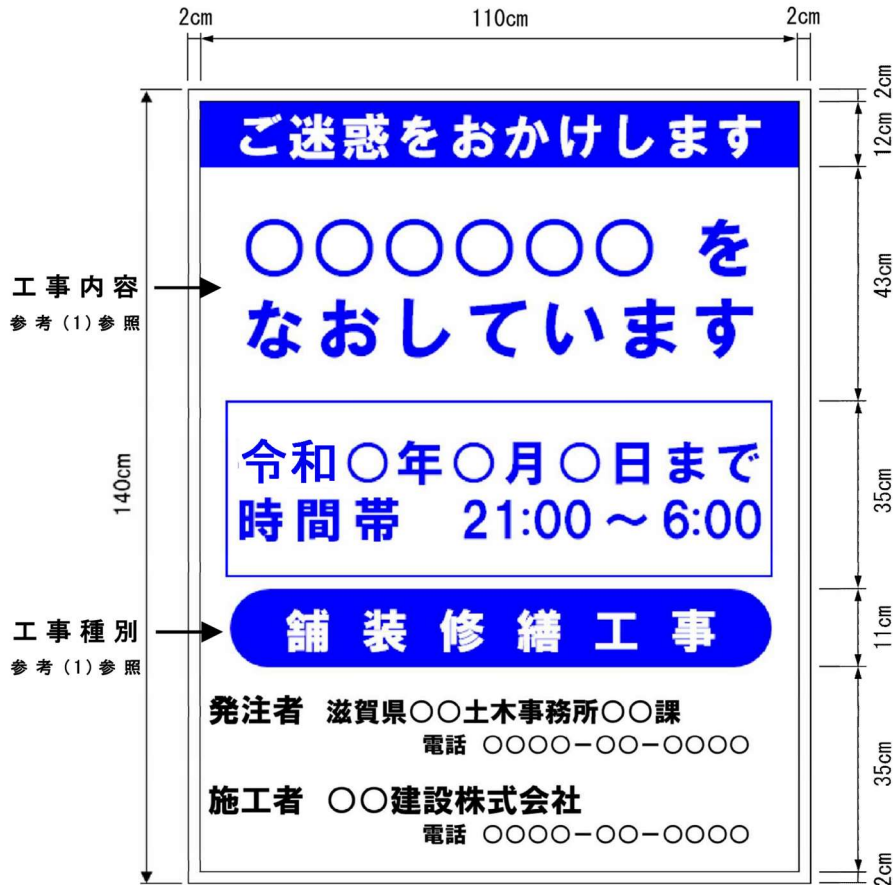 2cm 110cm 2cm
2cm
12cm
ご迷惑をおかけします
43cm
○○○○○○ を
なおしています
工事内容
参考(1)参照
140cm
35cm
令和○年○月○日まで
時間帯 21:00～6:00
11cm
工事種別
参考(1)参照
舗装修繕工事
35cm
発注者 滋賀県○○土木事務所○○課
電話 ○○○○-○○-○○○○
施工者 ○○建設株式会社
電話 ○○○○-○○-○○○○
2cm